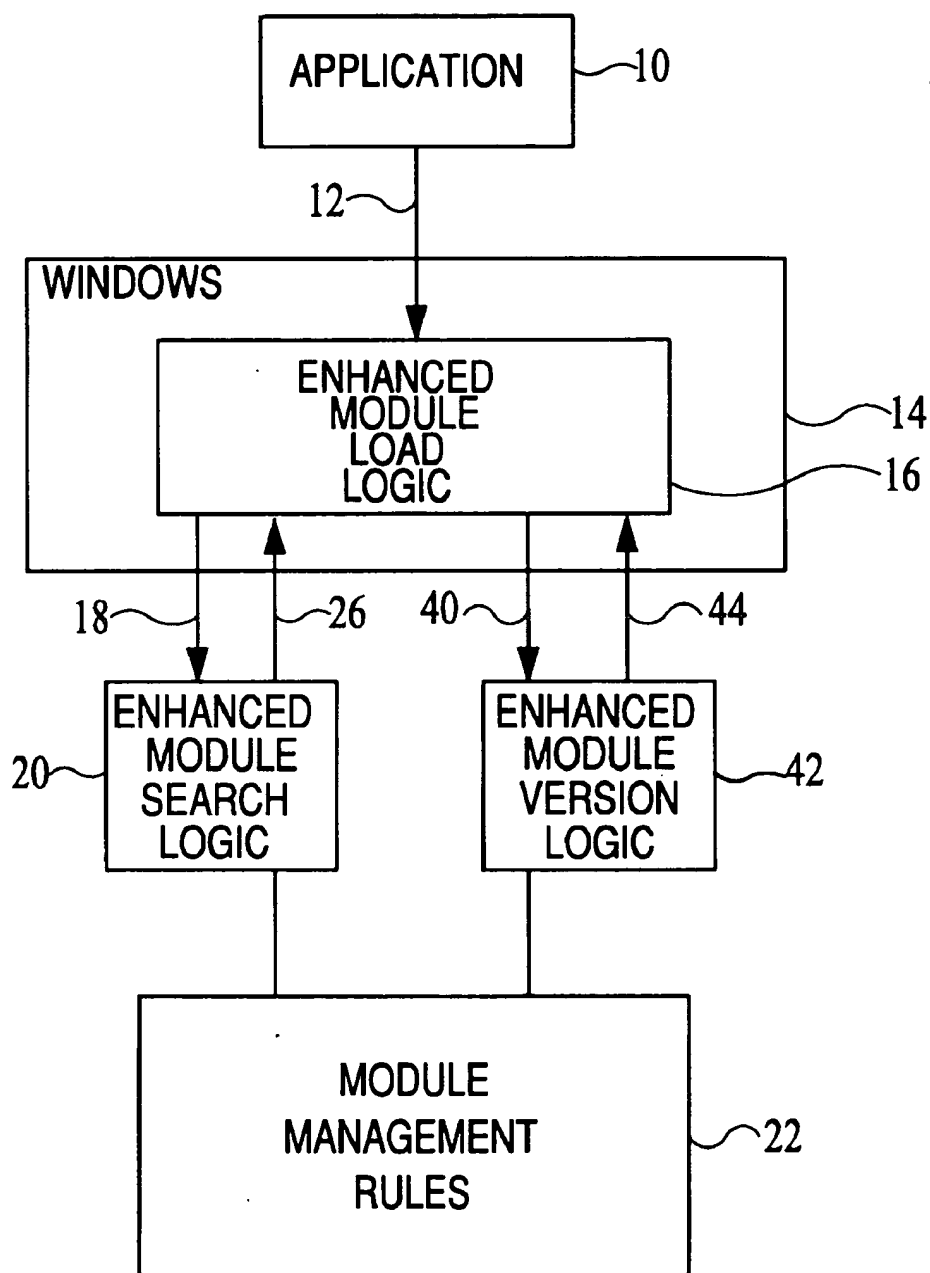 APPLICATION
10
12
WINDOWS
ENHANCED
MODULE
LOAD
LOGIC
14
16
18
26
40
44
ENHANCED
MODULE
SEARCH
LOGIC
20
ENHANCED
MODULE
VERSION
LOGIC
42
MODULE
MANAGEMENT
RULES
22